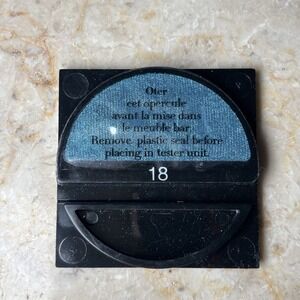 Oter
cet opercule
avant la mise dans
le meuble bar.
Remove plastic seal before
placing in tester unit.
18